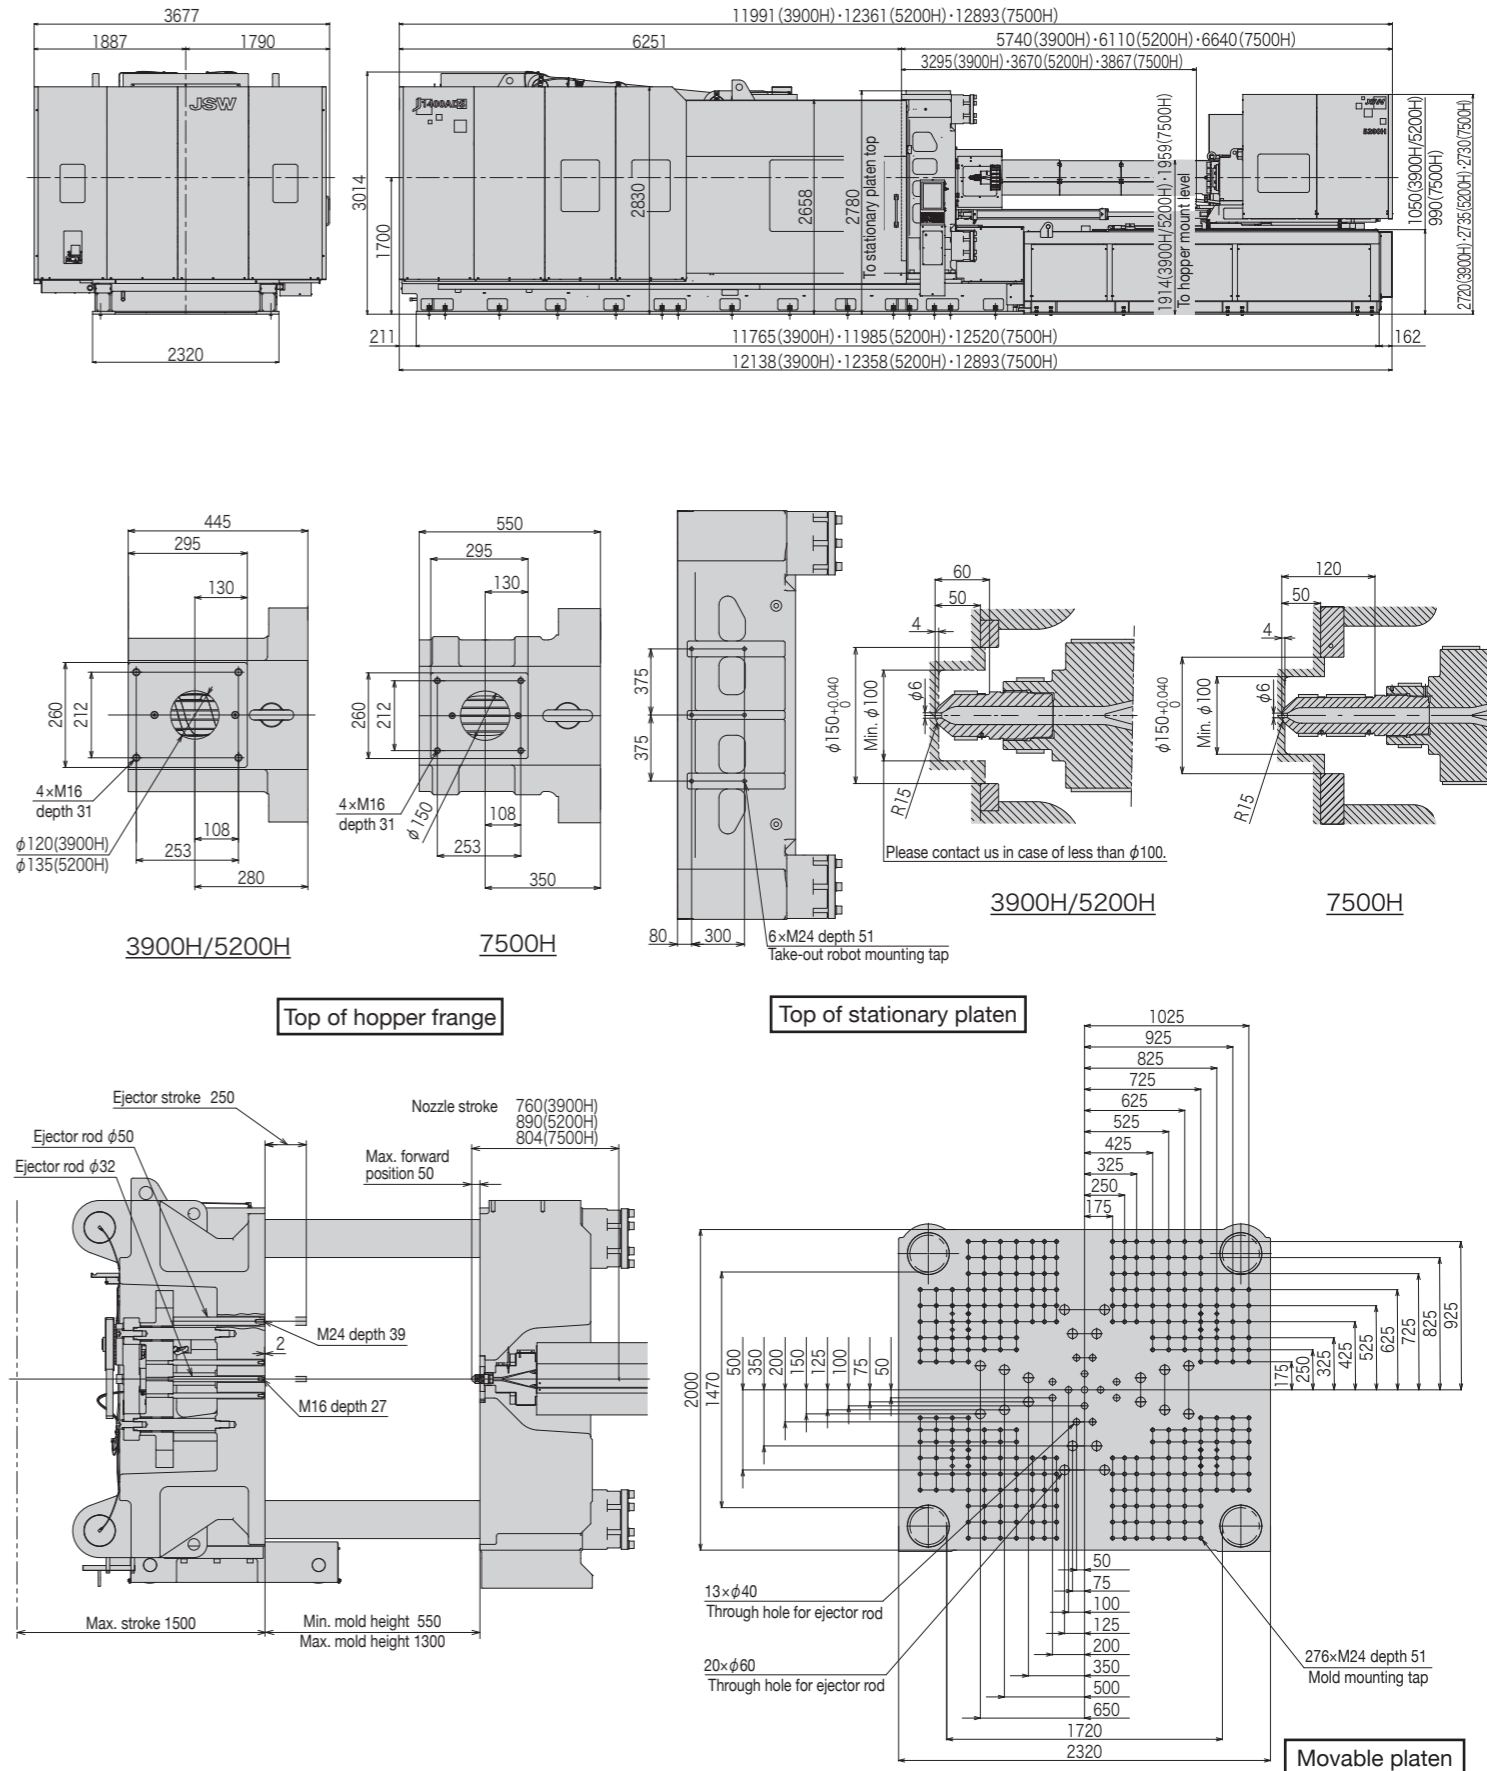 3677
1887
1790
11991(3900H)･12361(5200H)･12893(7500H)
6251
5740(3900H)･6110(5200H)･6640(7500H)
3295(3900H)･3670(5200H)･3867(7500H)
JSW
JSW
5200H
3014
1700
2830
2658
2780
To stationary platen top
1914(3900H/5200H)･1959(7500H)
To hopper mount level
1050(3900H/5200H)
990(7500H)
2720(3900H)･2735(5200H)･2730(7500H)
2320
211
11765(3900H)･11985(5200H)･12520(7500H)
162
12138(3900H)･12358(5200H)･12893(7500H)
445
295
130
260
212
4×M16
depth 31
φ120(3900H)
φ135(5200H)
108
253
280
3900H/5200H
550
295
130
260
212
4×M16
depth 31
φ150
108
253
350
7500H
Top of hopper frange
375
375
80
300
6×M24 depth 51
Take-out robot mounting tap
Top of stationary platen
60
50
4
φ6
φ150+0.040
0
Min. φ100
R15
Please contact us in case of less than φ100.
3900H/5200H
120
50
4
φ6
φ150+0.040
0
Min. φ100
R15
7500H
Ejector stroke 250
Ejector rod φ50
Ejector rod φ32
Nozzle stroke 760(3900H)
890(5200H)
804(7500H)
Max. forward
position 50
M24 depth 39
2
M16 depth 27
Max. stroke 1500
Min. mold height 550
Max. mold height 1300
1025
925
825
725
625
525
425
325
250
175
2000
1470
500
350
200
150
125
100
75
50
175
250
325
425
525
625
725
825
925
13×φ40
Through hole for ejector rod
20×φ60
Through hole for ejector rod
50
75
100
125
200
350
500
650
1720
2320
276×M24 depth 51
Mold mounting tap
Movable platen